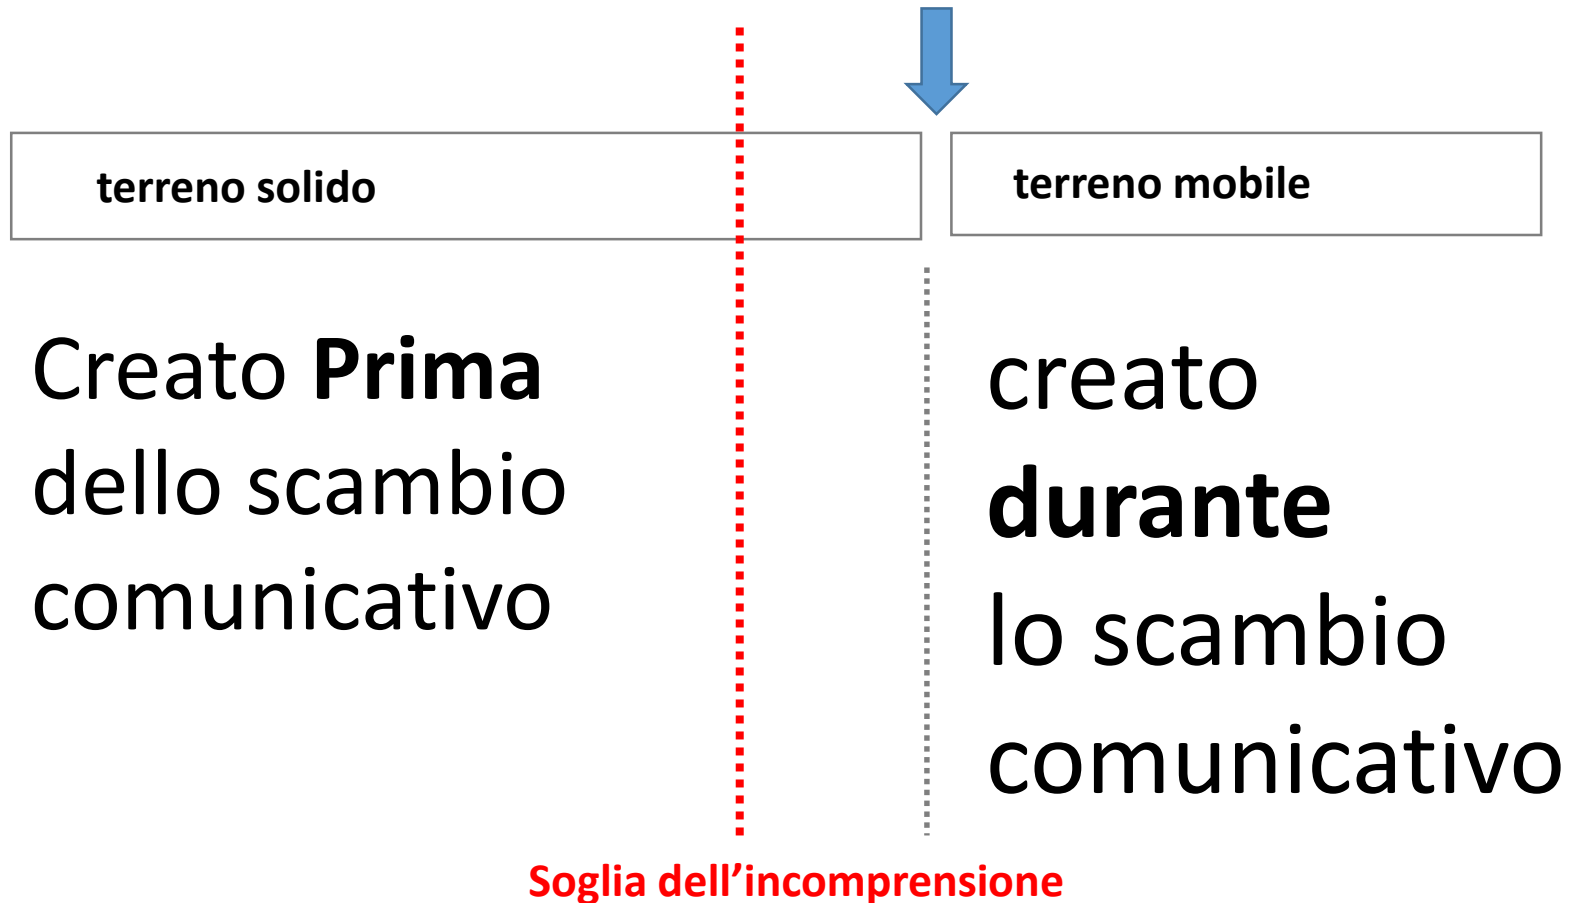 terreno solido
terreno mobile
Creato Prima
dello scambio
comunicativo
creato
durante
lo scambio
comunicativo
Soglia dell’incomprensione